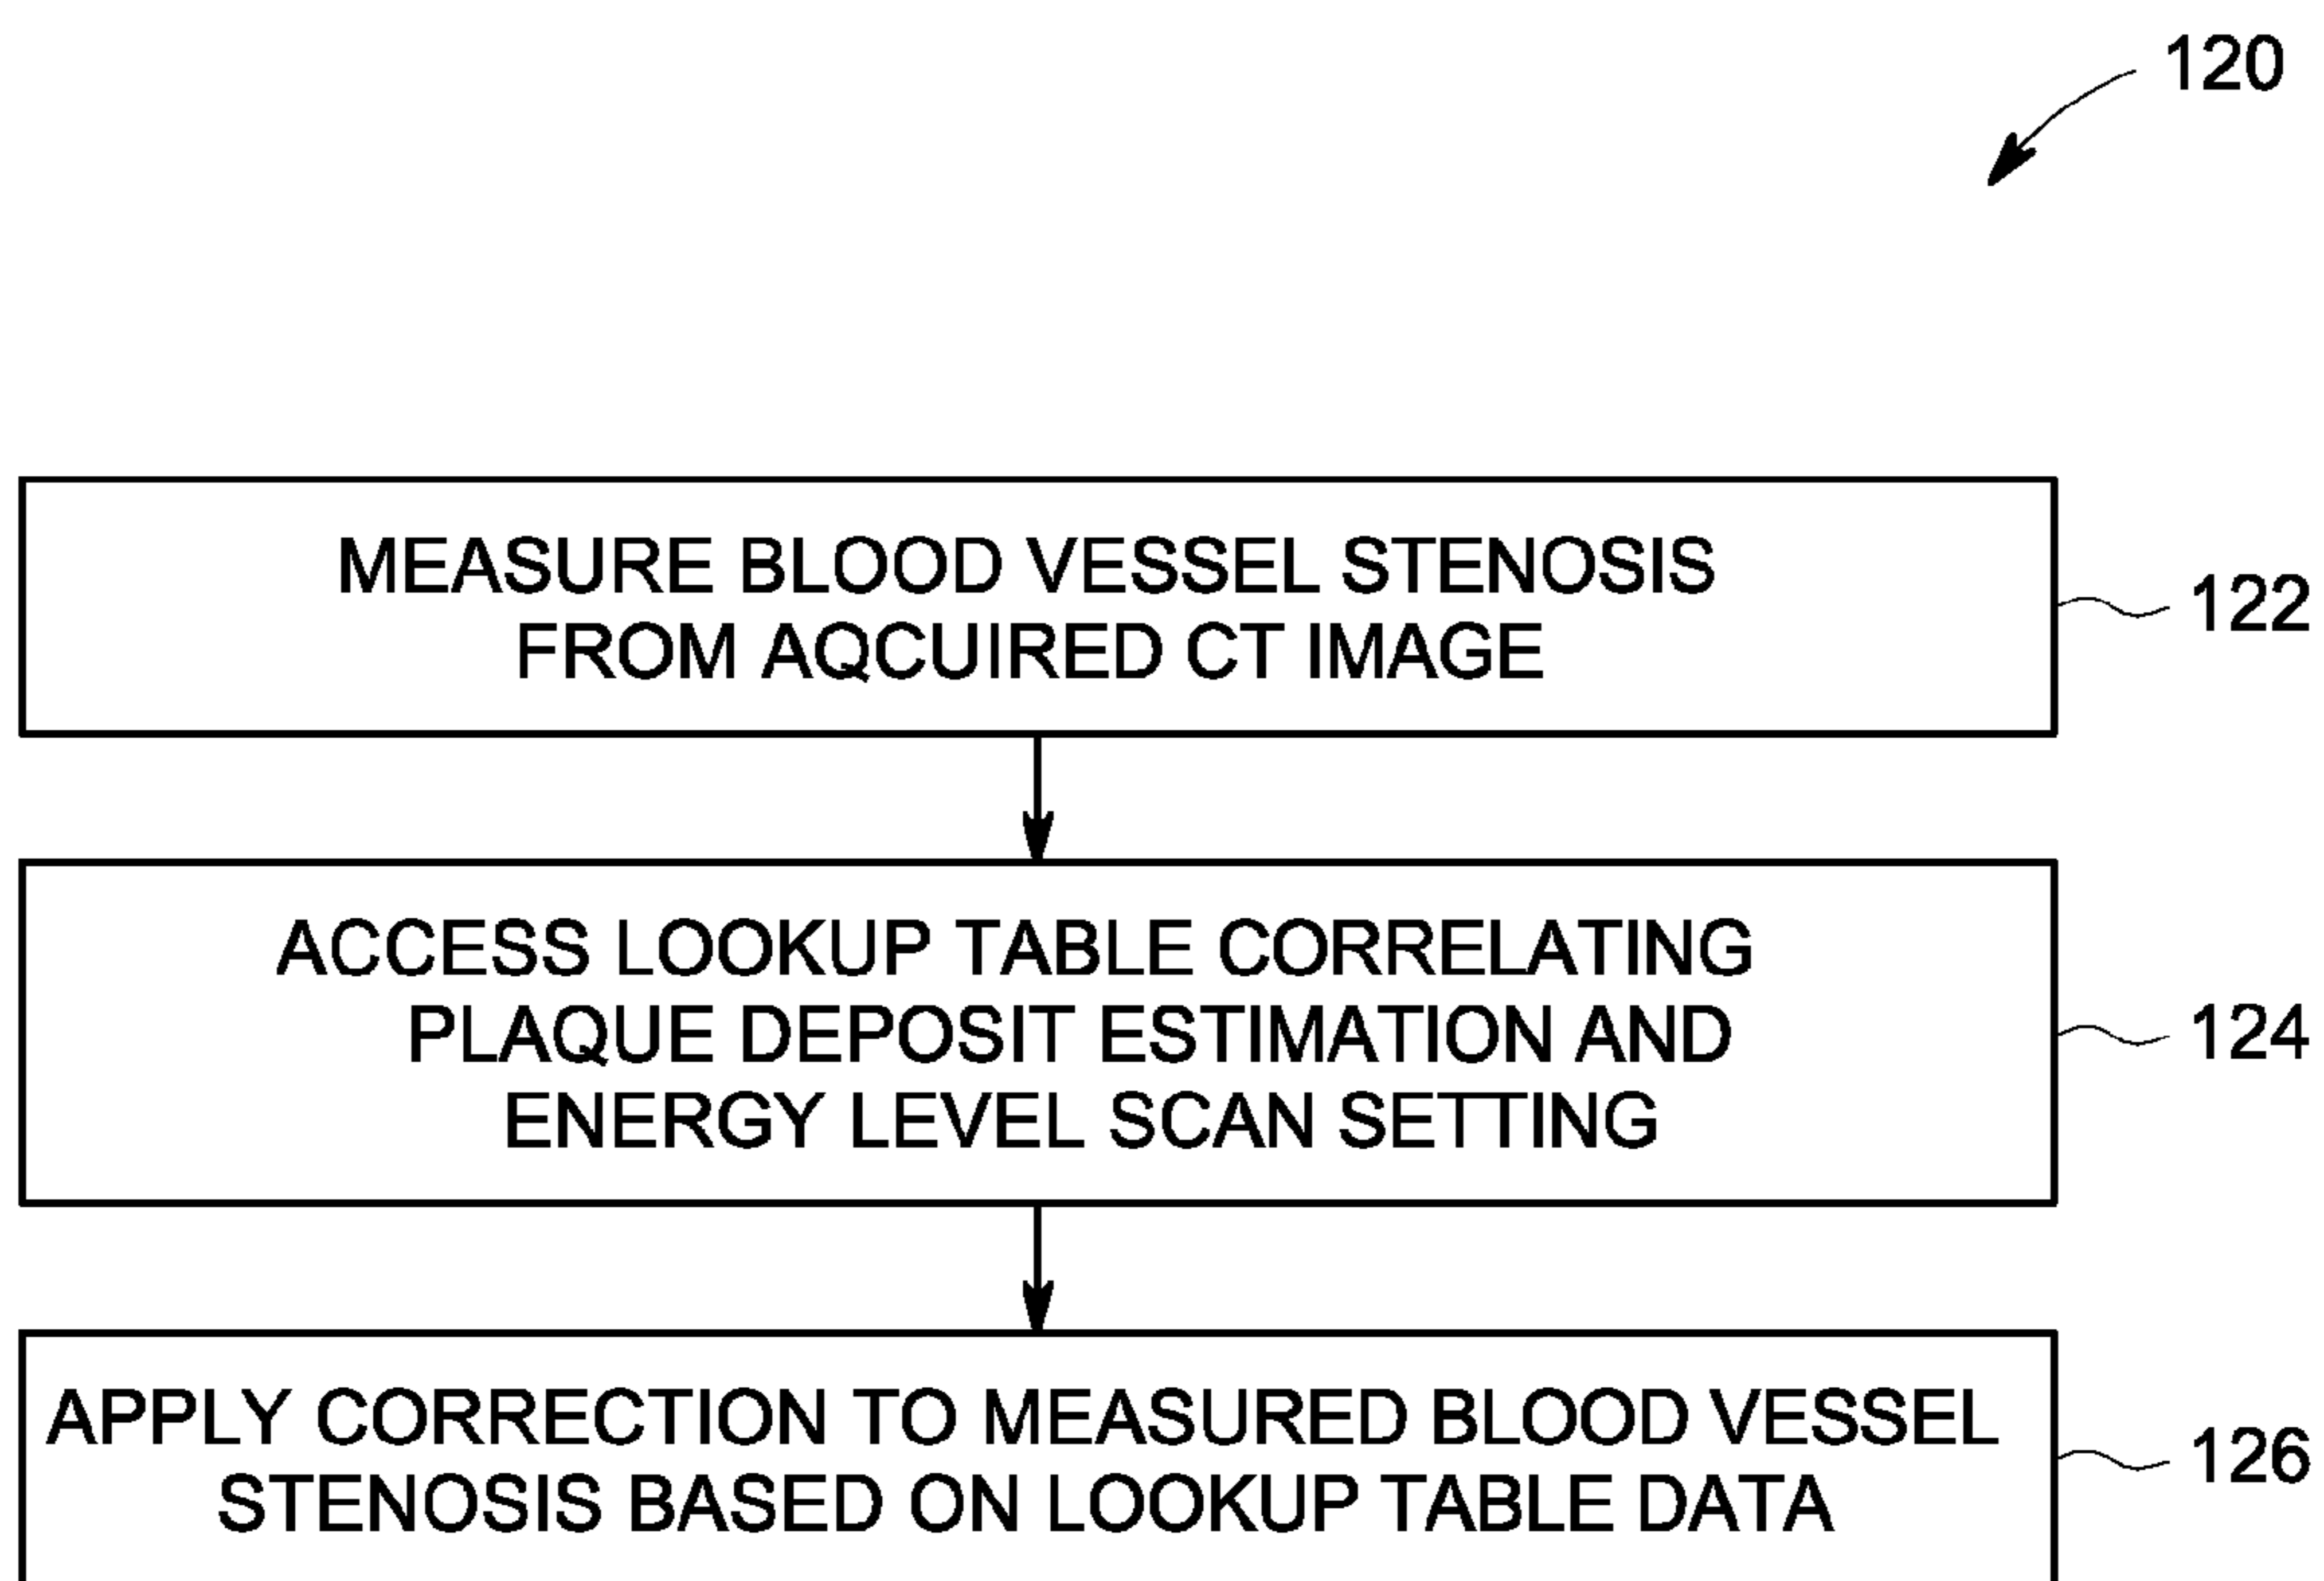 120
MEASURE BLOOD VESSEL STENOSIS
FROM AQCUIRED CT IMAGE
122
ACCESS LOOKUP TABLE CORRELATING
PLAQUE DEPOSIT ESTIMATION AND
ENERGY LEVEL SCAN SETTING
124
APPLY CORRECTION TO MEASURED BLOOD VESSEL
STENOSIS BASED ON LOOKUP TABLE DATA
126